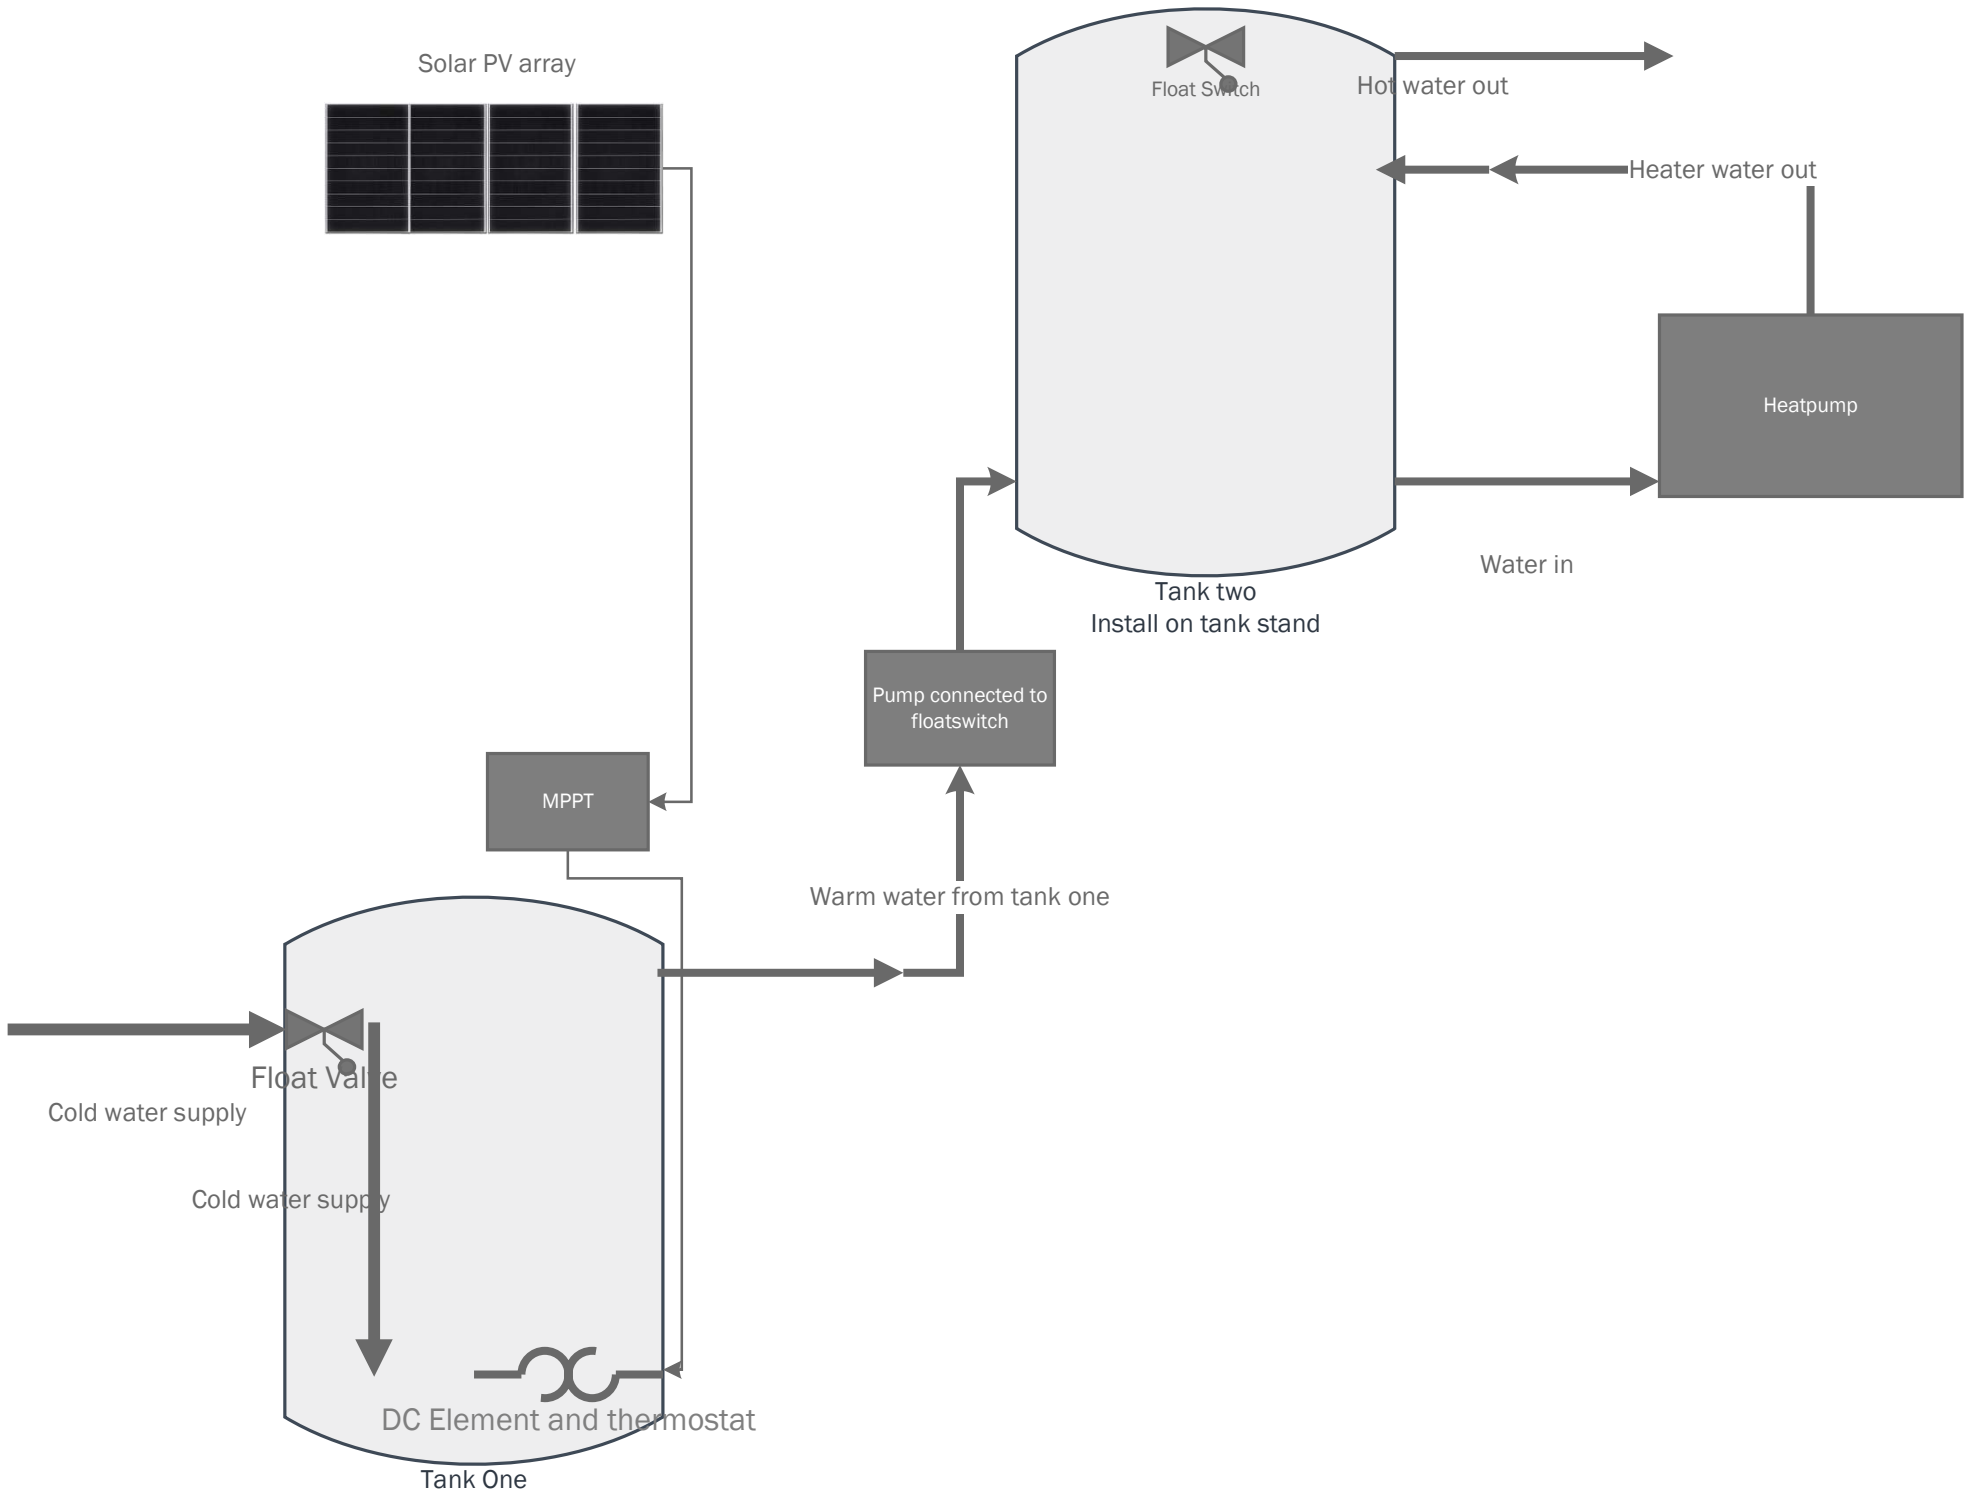 Solar PV array
Float Switch
Hot water out
Heater water out
Heatpump
Water in
Tank two
Install on tank stand
Pump connected to
floatswitch
MPPT
Warm water from tank one
Float Valve
Cold water supply
Cold water supply
DC Element and thermostat
Tank One